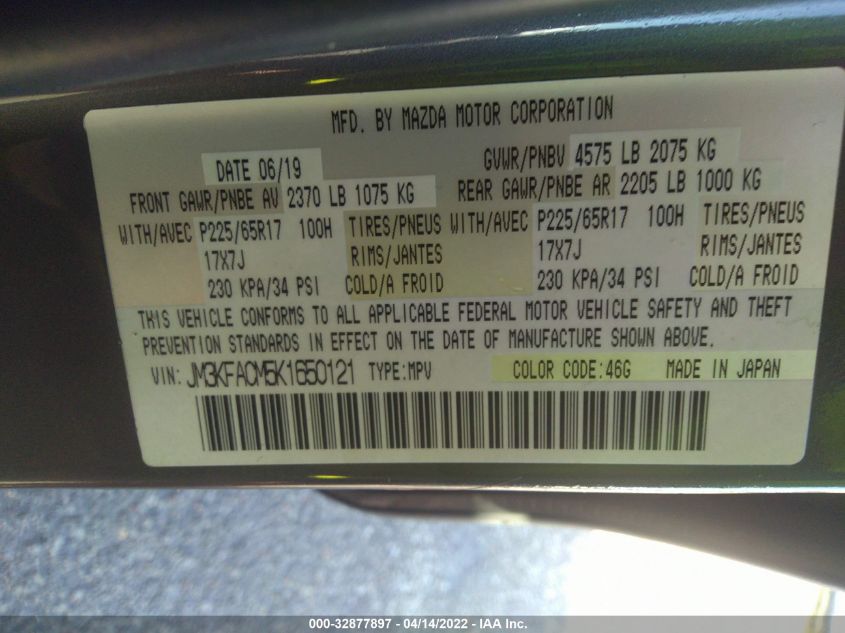 MFD. BY MAZDA MOTOR CORPORATION
DATE 06/19 GVWR/PNBV 4575 LB 2075 KG
FRONT GAWR/PNBE AV 2370 LB 1075 KG REAR GAWR/PNBE AR 2205 LB 1000 KG
WITH/AVEC P225/65R17 100H TIRES/PNEUS WITH/AVEC P225/65R17 100H TIRES/PNEUS
17X7J RIMS/JANTES 17X7J RIMS/JANTES
230 KPA/34 PSI COLD/A FROID 230 KPA/34 PSI COLD/A FROID
THIS VEHICLE CONFORMS TO ALL APPLICABLE FEDERAL MOTOR VEHICLE SAFETY AND THEFT
PREVENTION STANDARDS IN EFFECT ON THE DATE OF MANUFACTURE SHOWN ABOVE.
VIN: JM3KFACM5K1650121 TYPE:MPV COLOR CODE:46G MADE IN JAPAN
000-32877897 - 04/14/2022 - IAA Inc.